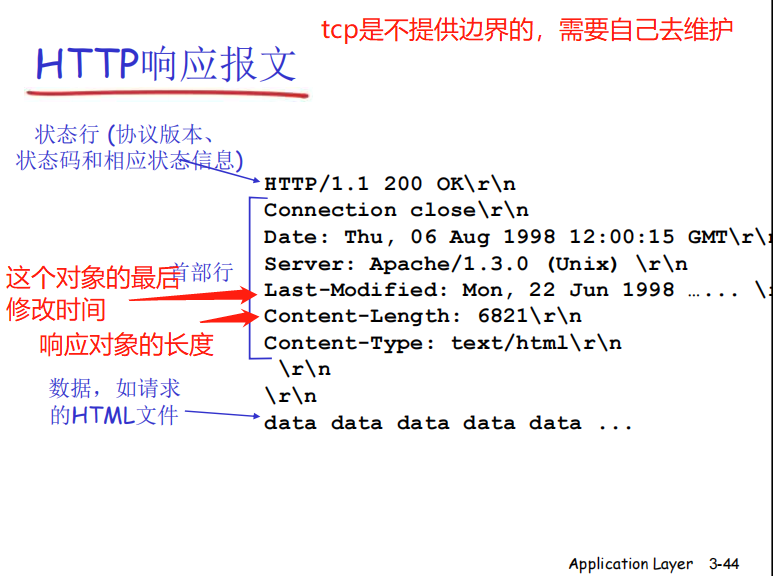 tcp是不提供边界的，需要自己去维护
HTTP响应报文
状态行 (协议版本、
状态码和相应状态信息)
HTTP/1.1 200 OK\r\n
Connection close\r\n
Date: Thu, 06 Aug 1998 12:00:15 GMT\r\n
Server: Apache/1.3.0 (Unix) \r\n
首部行
这个对象的最后
修改时间
Last-Modified: Mon, 22 Jun 1998 …... \
Content-Length: 6821\r\n
响应对象的长度
Content-Type: text/html\r\n
\r\n
\r\n
数据，如请求
的HTML文件
data data data data data ...
Application Layer 3-44